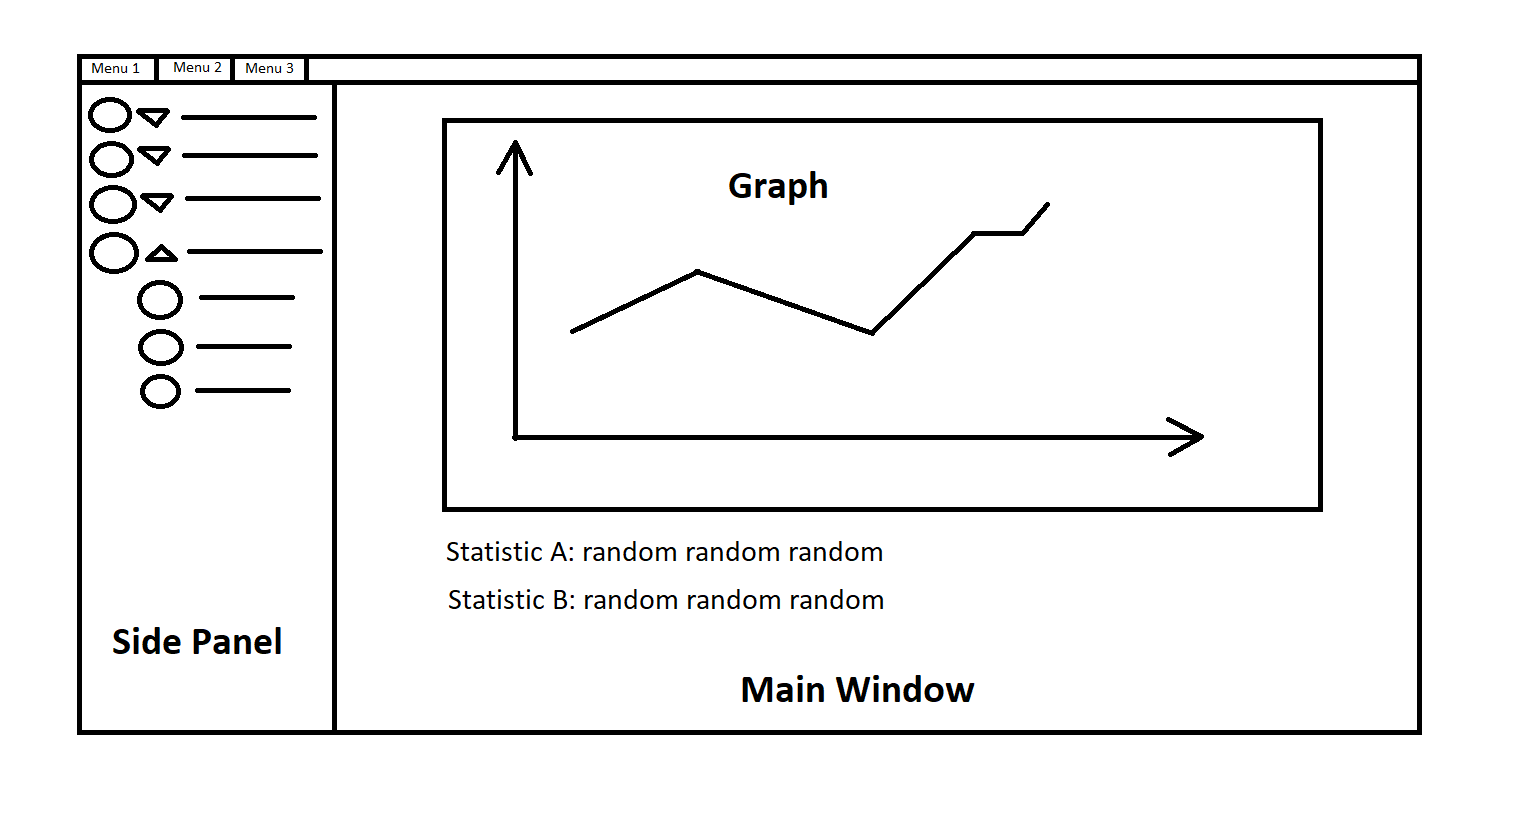 Menu 1
Menu 2
Menu 3
Graph
Statistic A: random random random
Statistic B: random random random
Side Panel
Main Window